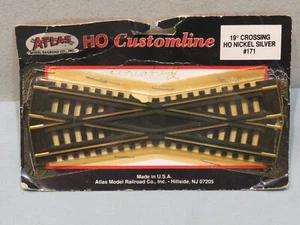 ATLAS
MODEL RAILROAD CO., INC.
HO Customline
19° CROSSING
HO NICKEL SILVER
#171
Made in U.S.A.
Atlas Model Railroad Co., Inc. - Hillside, NJ 07205